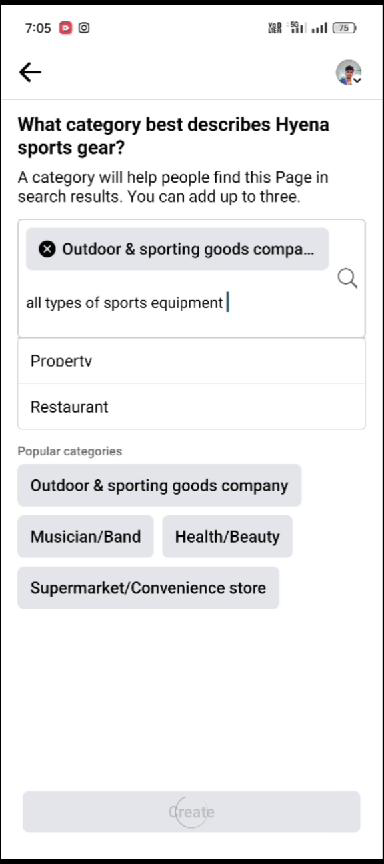 7:05
75
What category best describes Hyena
sports gear?
A category will help people find this Page in
search results. You can add up to three.
Outdoor & sporting goods compa...
all types of sports equipment
Property
Restaurant
Popular categories
Outdoor & sporting goods company
Musician/Band
Health/Beauty
Supermarket/Convenience store
Create